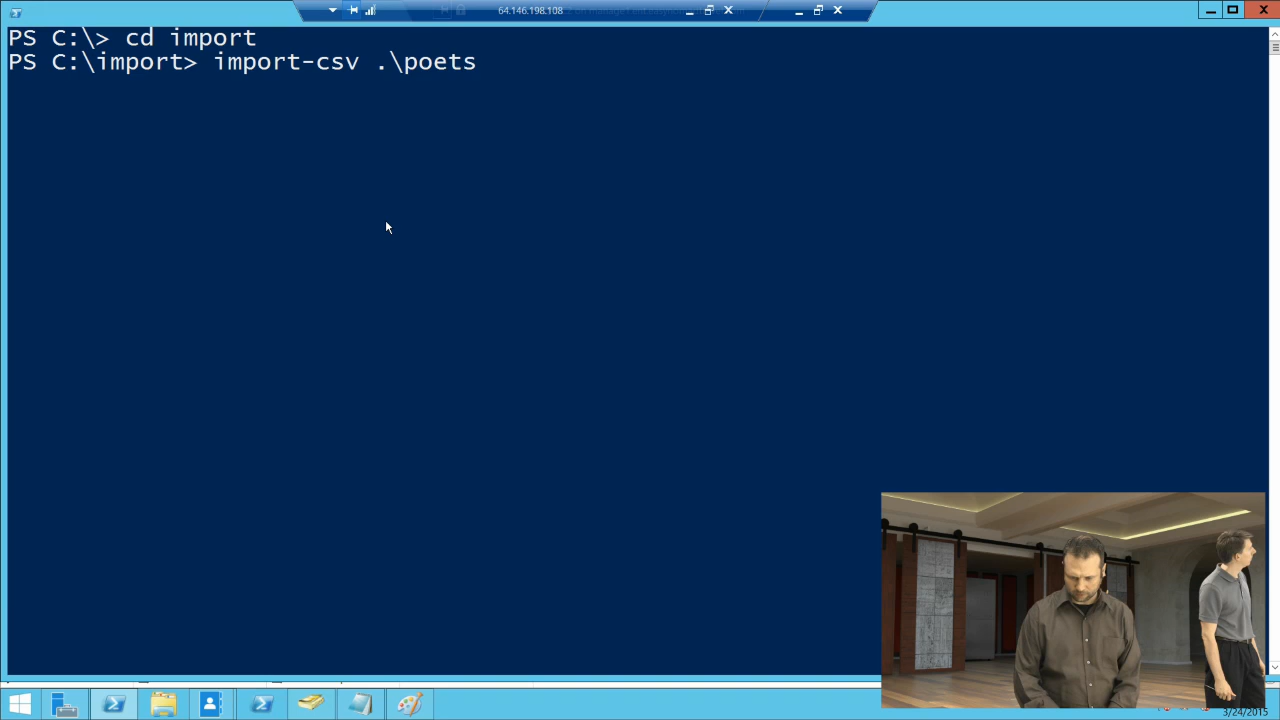 64.146.198.108
PS C:\> cd import
PS C:\import> import-csv .\poets
3/24/2015